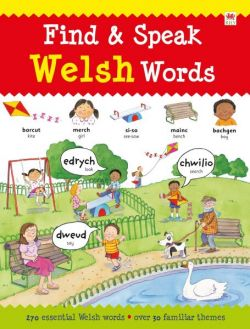 Find & Speak
Welsh Words
barcut
kite
merch
girl
si-so
see-saw
mainc
bench
bachgen
boy
edrych
look
chwilio
search
dweud
say
270 essential Welsh words • over 30 familiar themes